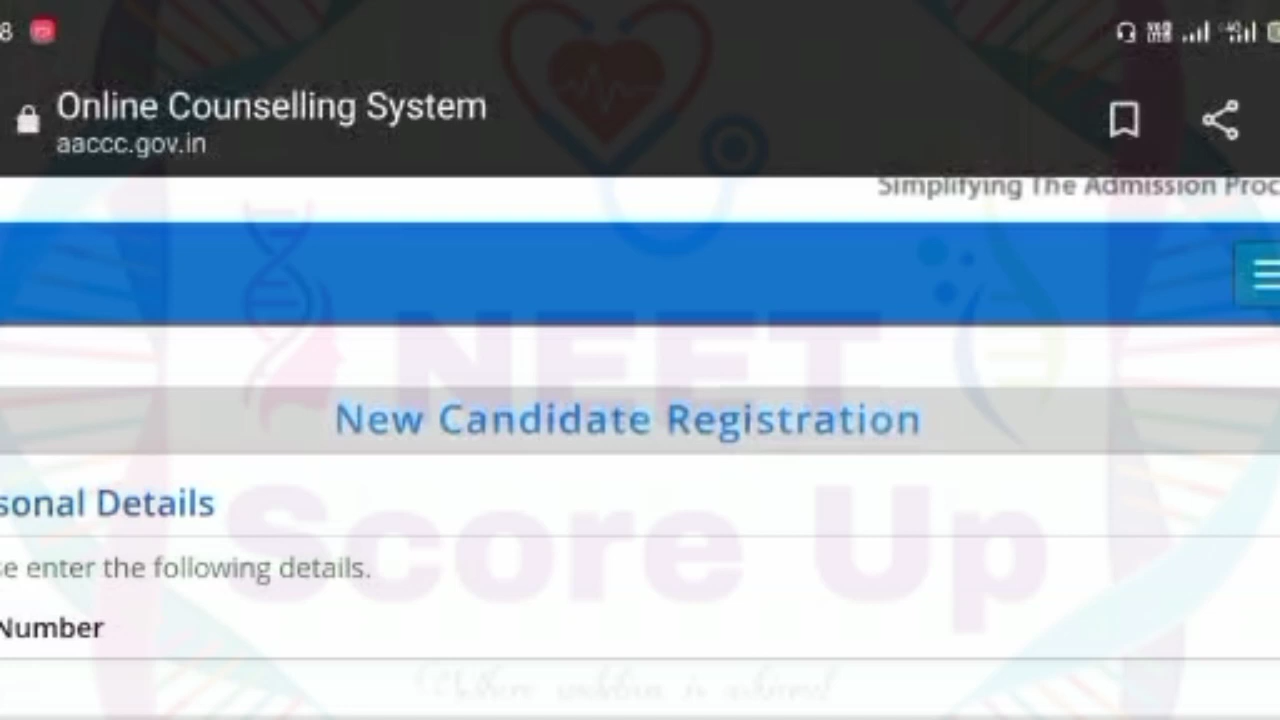 8
Online Counselling System
aaccc.gov.in
Simplifying The Admission Proc
NEET
New Candidate Registration
sonal Details
Score Up
se enter the following details.
Number